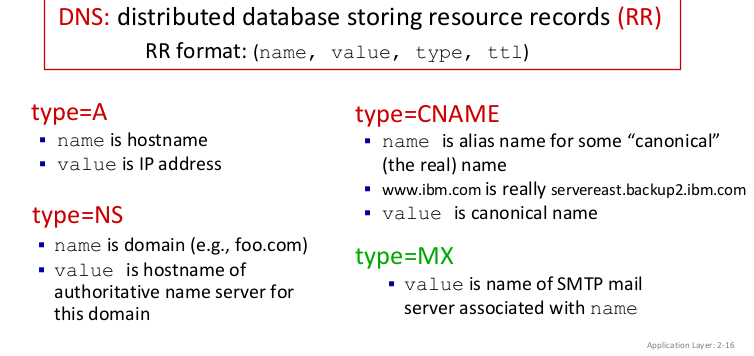 DNS: distributed database storing resource records (RR)
RR format: (name, value, type, ttl)
type=A
name is hostname
value is IP address
type=NS
name is domain (e.g., foo.com)
value is hostname of
authoritative name server for
this domain
type=CNAME
name is alias name for some “canonical”
(the real) name
www.ibm.com is really servereast.backup2.ibm.com
value is canonical name
type=MX
value is name of SMTP mail
server associated with name
Application Layer: 2-16